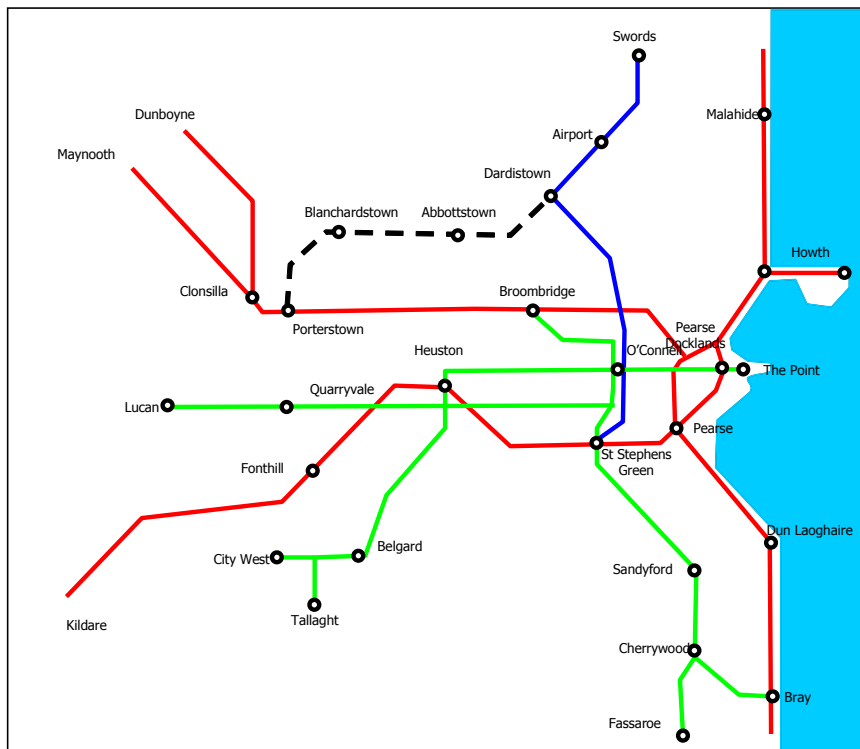 Swords
Dunboyne
Malahide
Airport
Maynooth
Dardistown
Blanchardstown
Abbottstown
Howth
Clonsilla
Broombridge
Porterstown
Pearse
Docklands
O'Connell
Heuston
The Point
Quarryvale
Lucan
Pearse
St Stephens
Green
Fonthill
Dun Laoghaire
Belgard
City West
Sandyford
Tallaght
Kildare
Cherrywood
Bray
Fassaroe